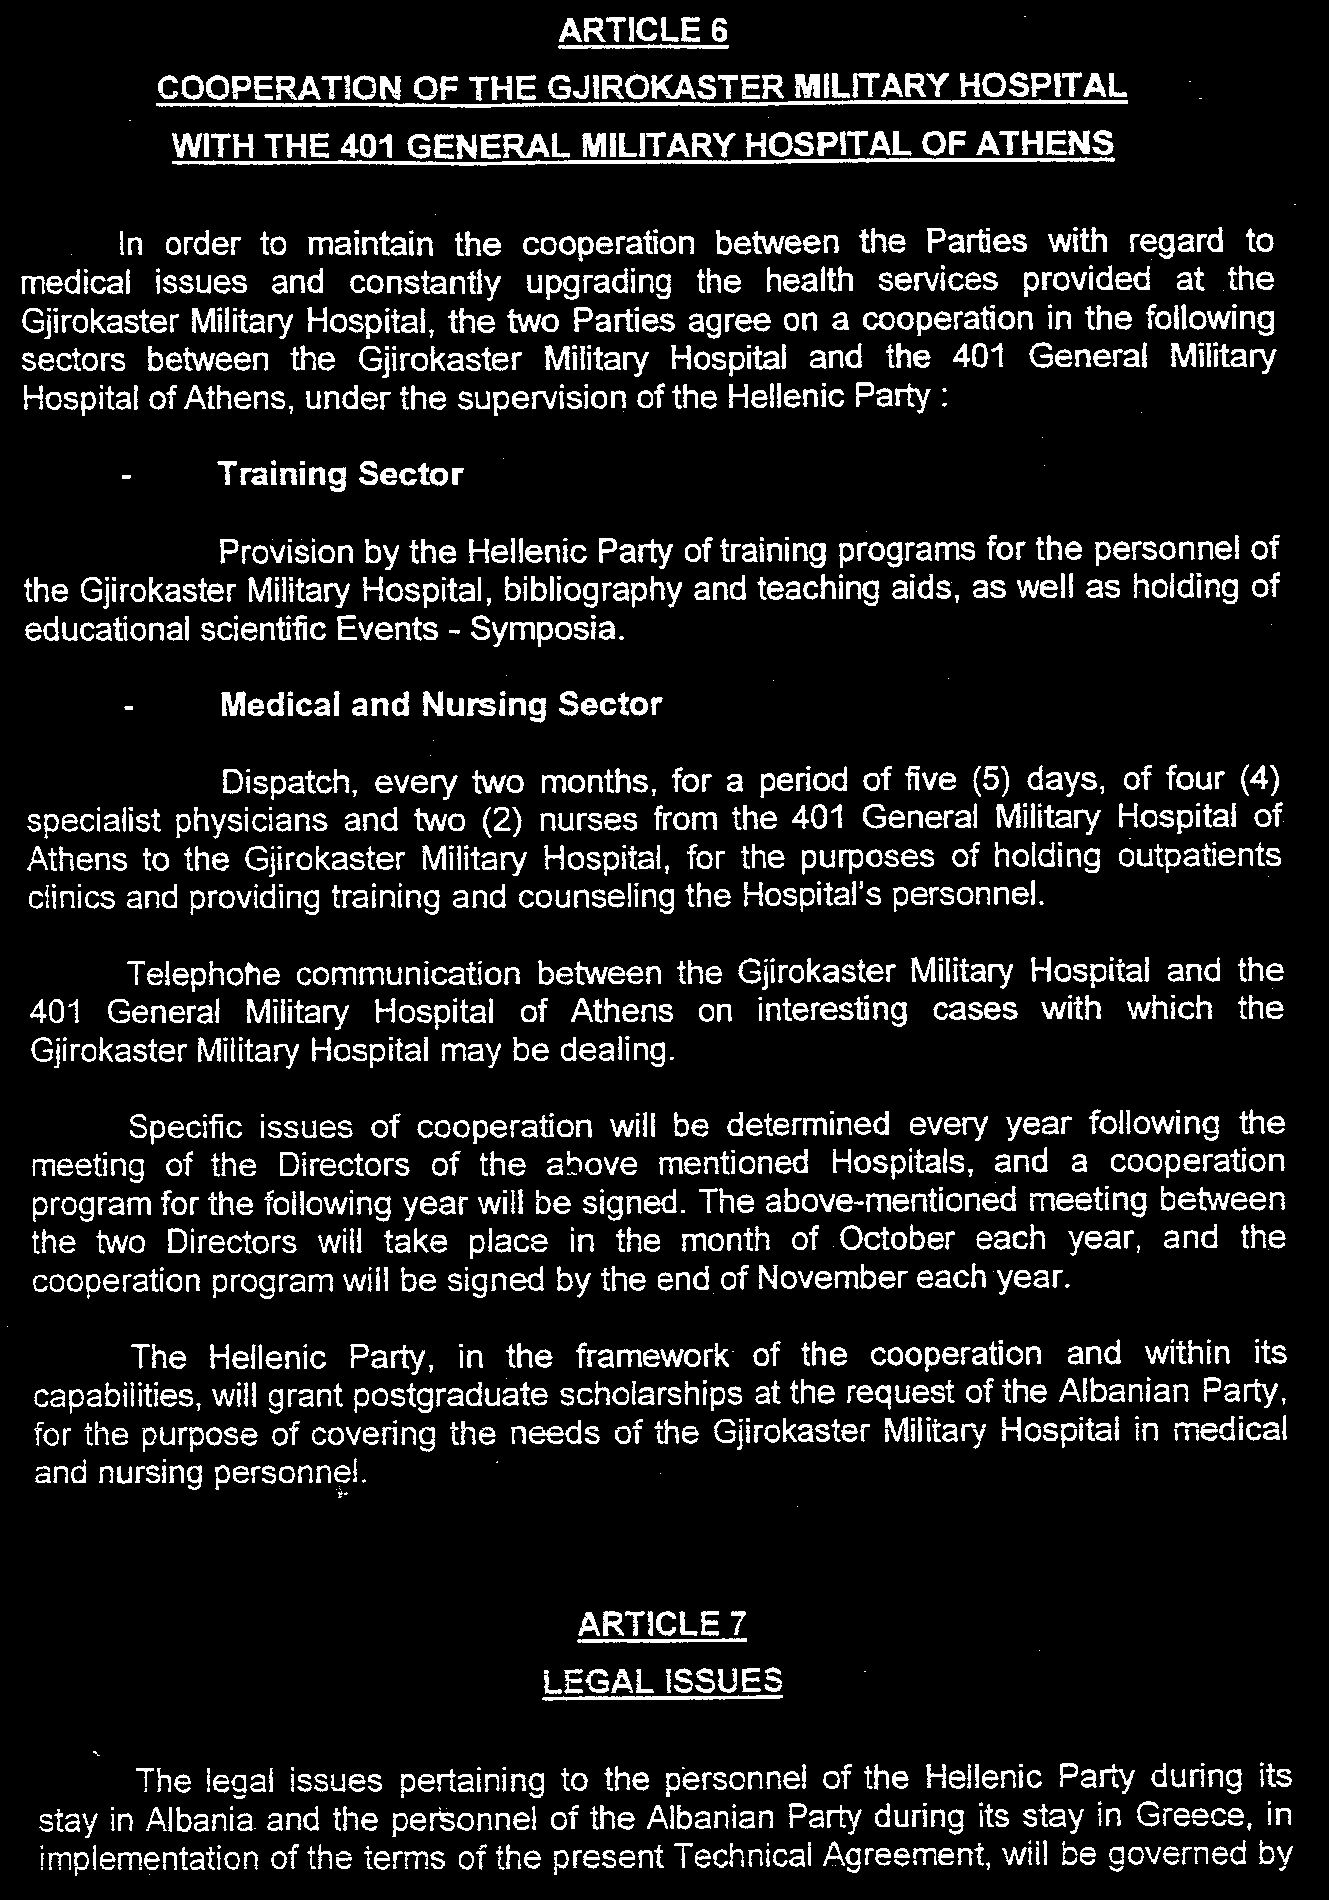 ARTICLE 6
COOPERATION OF THE GJIROKASTER MILITARY HOSPITAL
WITH THE 401 GENERAL MILITARY HOSPITAL OF ATHENS
In order to maintain the cooperation between the Parties with regard to
medical issues and constantly upgrading the health services provided at the
Gjirokaster Military Hospital, the two Parties agree on a cooperation in the following
sectors between the Gjirokaster Military Hospital and the 401 General Military
Hospital of Athens, under the supervision of the Hellenic Party :
- Training Sector
Provision by the Hellenic Party of training programs for the personnel of
the Gjirokaster Military Hospital, bibliography and teaching aids, as well as holding of
educational scientific Events - Symposia.
- Medical and Nursing Sector
Dispatch, every two months, for a period of five (5) days, of four (4)
specialist physicians and two (2) nurses from the 401 General Military Hospital of
Athens to the Gjirokaster Military Hospital, for the purposes of holding outpatients
clinics and providing training and counseling the Hospital's personnel.
Telephone communication between the Gjirokaster Military Hospital and the
401 General Military Hospital of Athens on interesting cases with which the
Gjirokaster Military Hospital may be dealing.
Specific issues of cooperation will be determined every year following the
meeting of the Directors of the above mentioned Hospitals, and a cooperation
program for the following year will be signed. The above-mentioned meeting between
the two Directors will take place in the month of October each year, and the
cooperation program will be signed by the end of November each year.
The Hellenic Party, in the framework of the cooperation and within its
capabilities, will grant postgraduate scholarships at the request of the Albanian Party,
for the purpose of covering the needs of the Gjirokaster Military Hospital in medical
and nursing personnel.
ARTICLE 7
LEGAL ISSUES
The legal issues pertaining to the personnel of the Hellenic Party during its
stay in Albania and the personnel of the Albanian Party during its stay in Greece, in
implementation of the terms of the present Technical Agreement, will be governed by